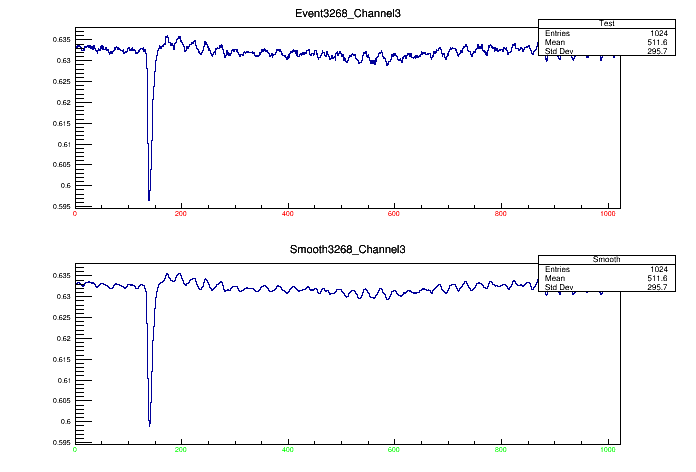 Event3268_Channel3
Test
Entries 1024
Mean 511.6
Std Dev 295.7
0.635
0.63
0.625
0.62
0.615
0.61
0.605
0.6
0.595
0 200 400 600 800 1000
Smooth3268_Channel3
Smooth
Entries 1024
Mean 511.6
Std Dev 295.7
0.635
0.63
0.625
0.62
0.615
0.61
0.605
0.6
0.595
0 200 400 600 800 1000